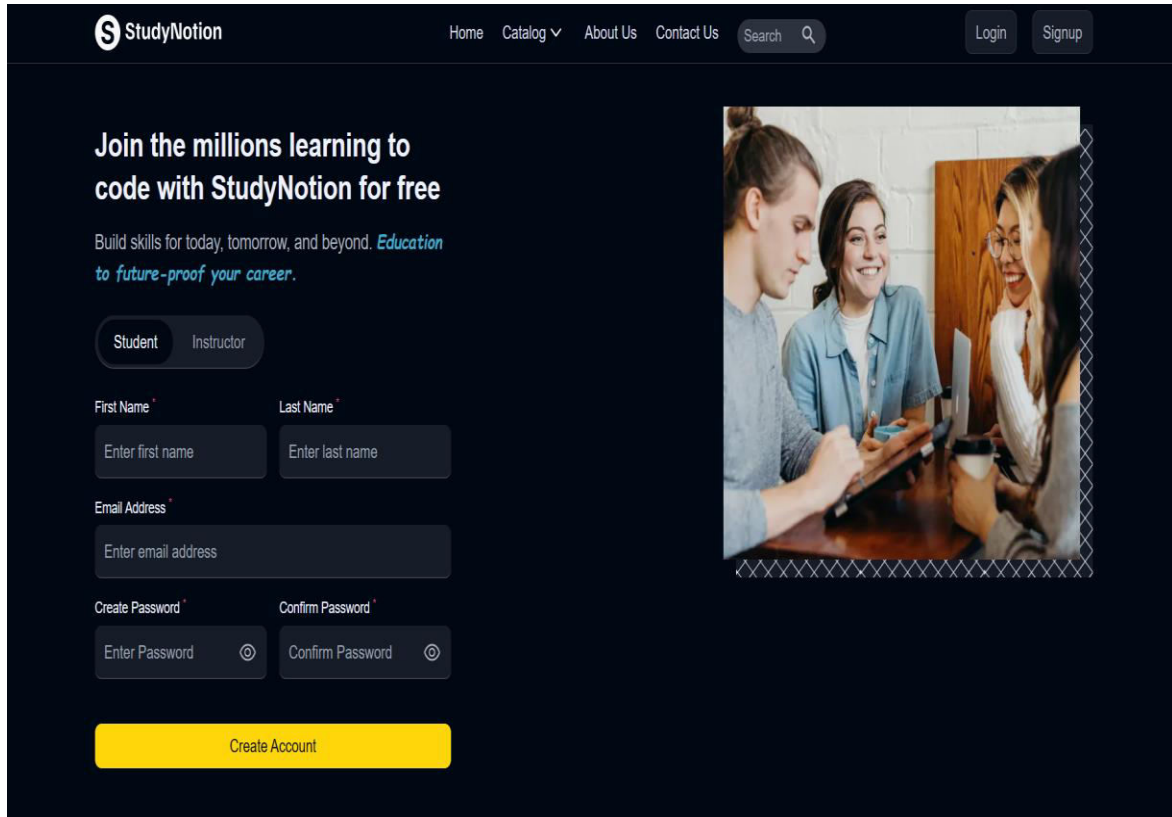 S StudyNotion
Home Catalog About Us Contact Us Search
Login Signup
Join the millions learning to
code with StudyNotion for free
Build skills for today, tomorrow, and beyond. Education
to future-proof your career.
Student Instructor
First Name * Last Name *
Enter first name Enter last name
Email Address *
Enter email address
Create Password * Confirm Password *
Enter Password Confirm Password
Create Account